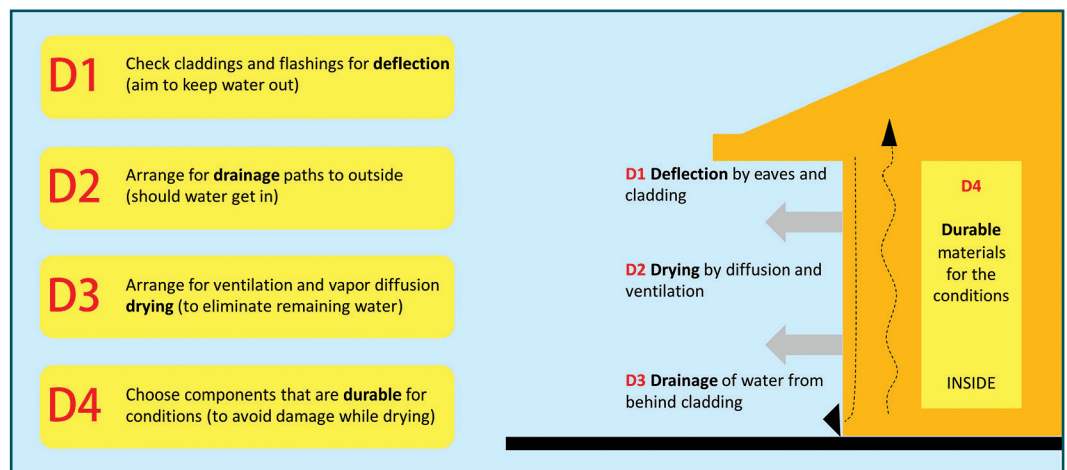 D1
Check claddings and flashings for deflection
(aim to keep water out)
D2
Arrange for drainage paths to outside
(should water get in)
D3
Arrange for ventilation and vapor diffusion
drying (to eliminate remaining water)
D4
Choose components that are durable for
conditions (to avoid damage while drying)
D1 Deflection by eaves and
cladding
D2 Drying by diffusion and
ventilation
D3 Drainage of water from
behind cladding
D4
Durable
materials
for the
conditions
INSIDE